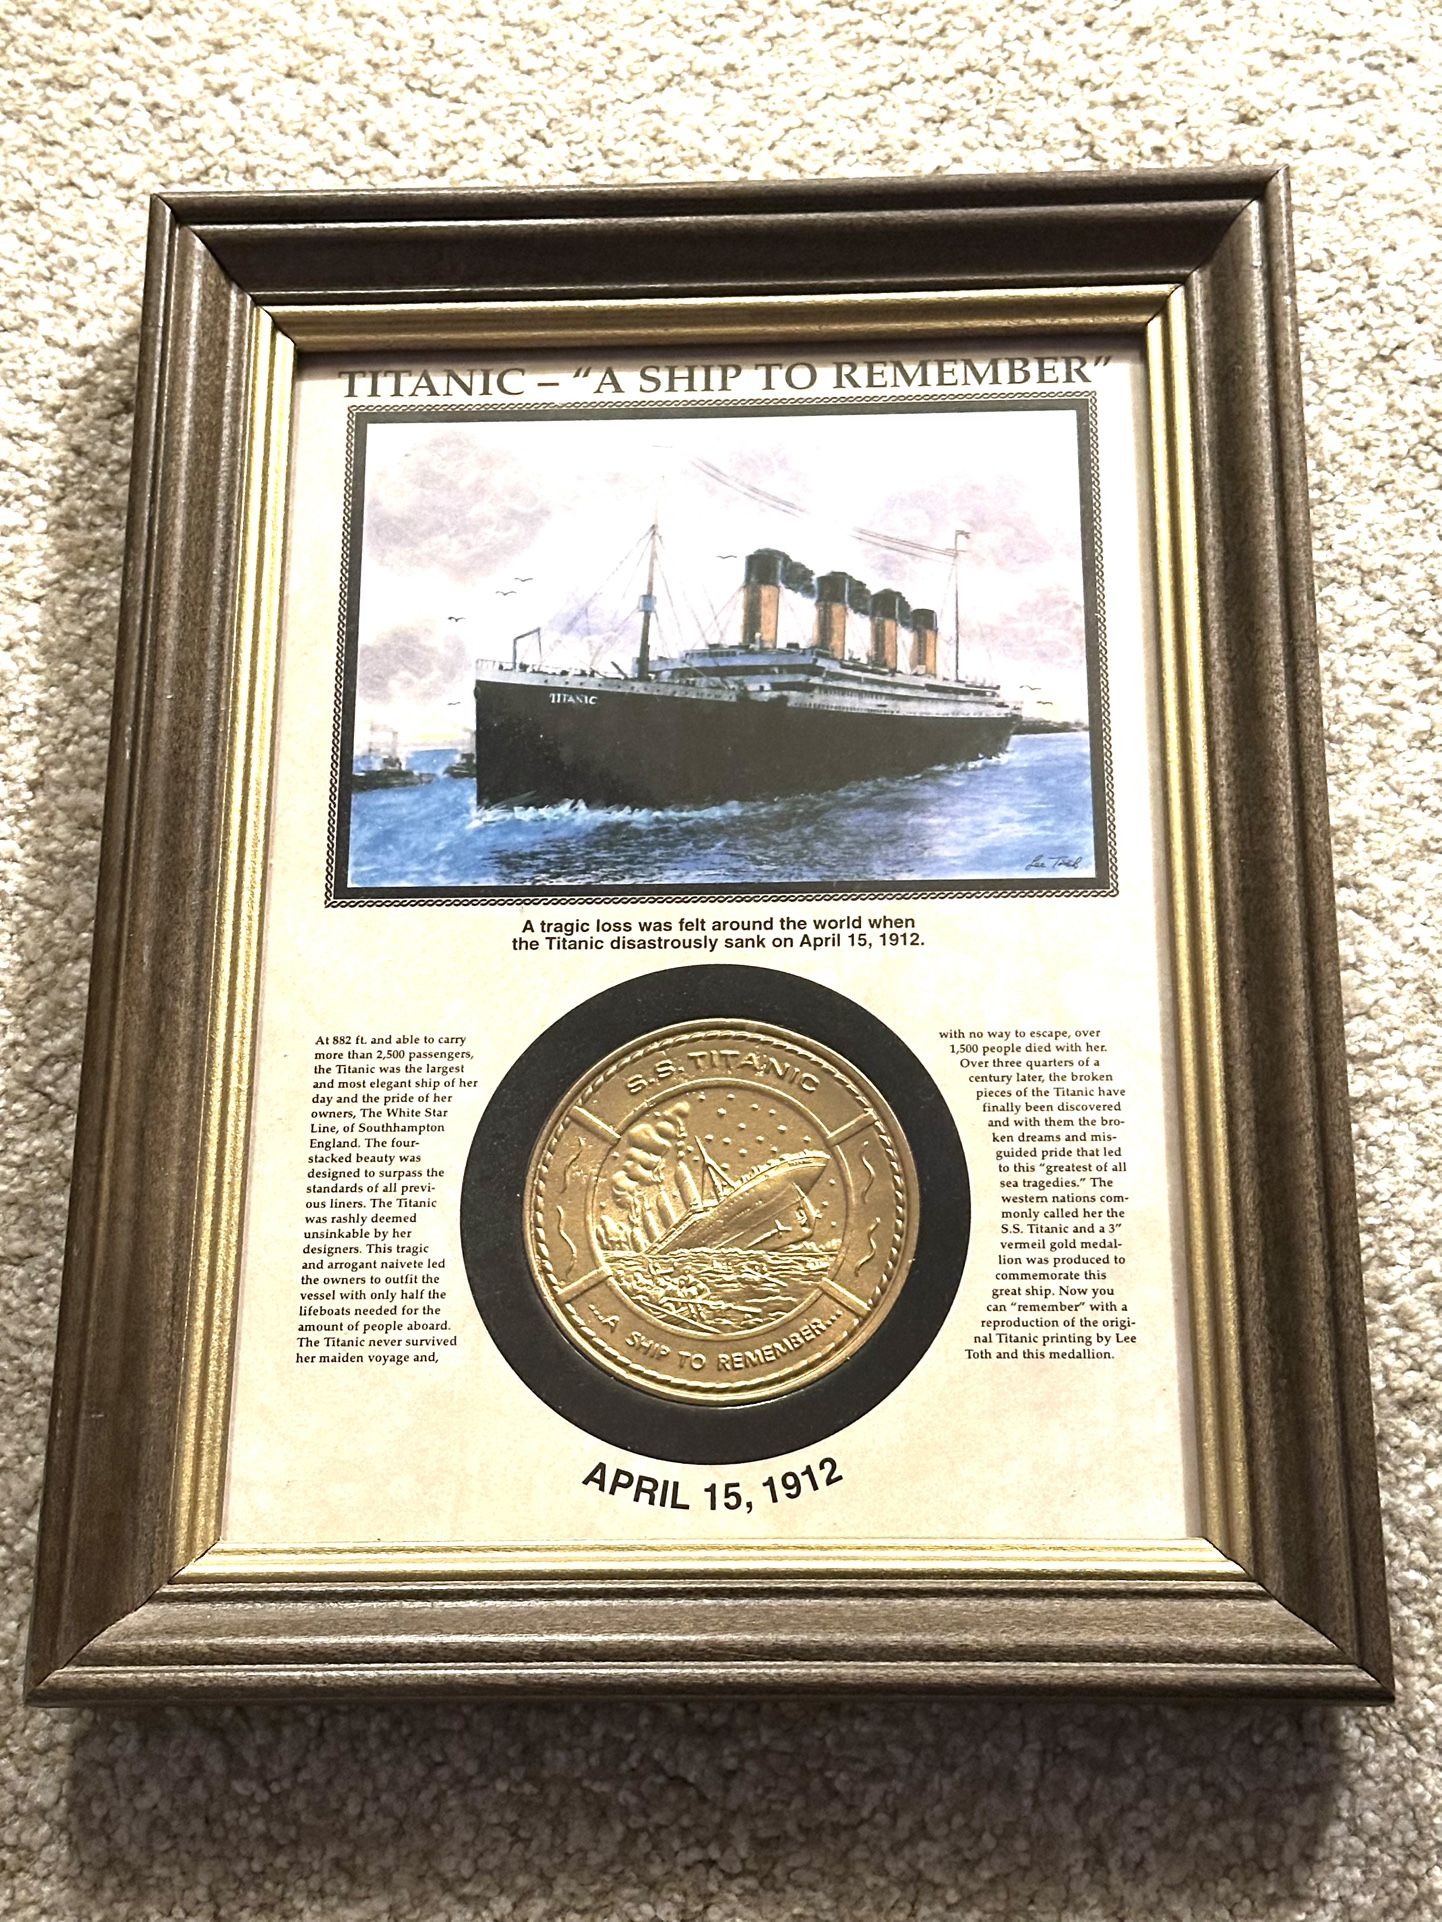 TITANIC – "A SHIP TO REMEMBER"
TITANIC
Lee Toth
A tragic loss was felt around the world when
the Titanic disastrously sank on April 15, 1912.
At 882 ft. and able to carry
more than 2,500 passengers,
the Titanic was the largest
and most elegant ship of her
day and the pride of her
owners, The White Star
Line, of Southhampton
England. The four-
stacked beauty was
designed to surpass the
standards of all previ-
ous liners. The Titanic
was rashly deemed
unsinkable by her
designers. This tragic
and arrogant naivete led
the owners to outfit the
vessel with only half the
lifeboats needed for the
amount of people aboard.
The Titanic never survived
her maiden voyage and,
S.S. TITANIC
...A SHIP TO REMEMBER...
with no way to escape, over
1,500 people died with her.
Over three quarters of a
century later, the broken
pieces of the Titanic have
finally been discovered
and with them the bro-
ken dreams and mis-
guided pride that led
to this "greatest of all
sea tragedies." The
western nations com-
monly called her the
S.S. Titanic and a 3"
vermeil gold medal-
lion was produced to
commemorate this
great ship. Now you
can "remember" with a
reproduction of the origi-
nal Titanic printing by Lee
Toth and this medallion.
APRIL 15, 1912